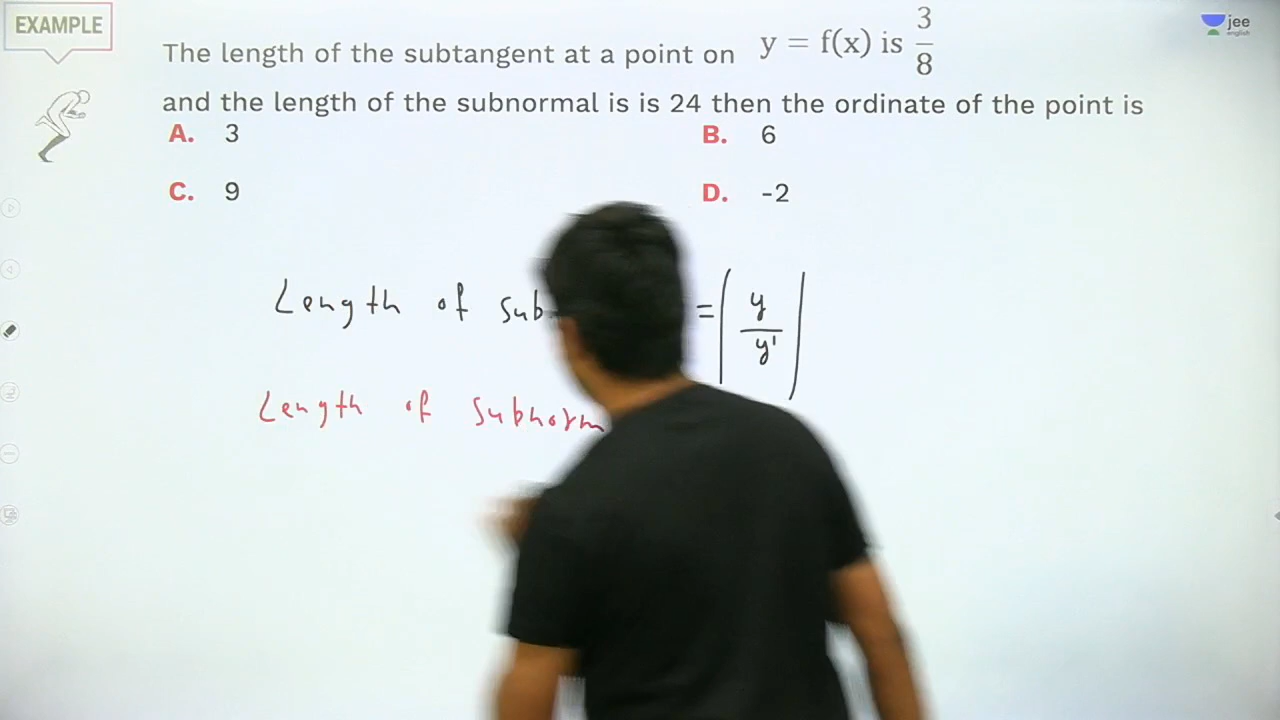 EXAMPLE
jee
english
The length of the subtangent at a point on y = f(x) is 3/8
and the length of the subnormal is is 24 then the ordinate of the point is
A. 3 B. 6
C. 9 D. -2
Length of sub = | y/y' |
Length of subnorm